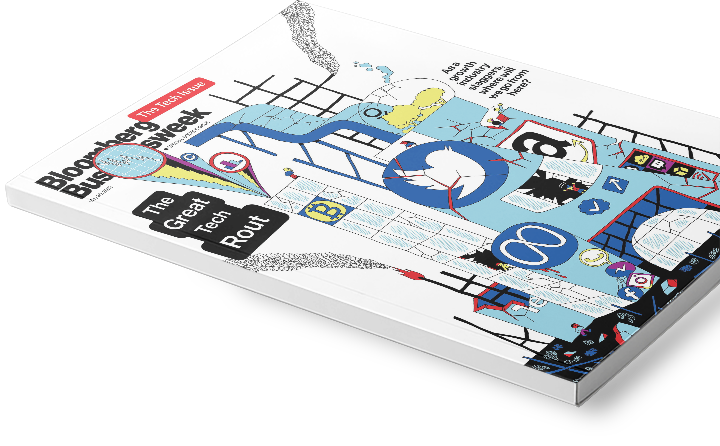 The Tech Issue
Bloomberg
Businessweek
The
Great
Tech
Rout
As a
growth
industry
staggers,
where will
we go from
here?
a
B